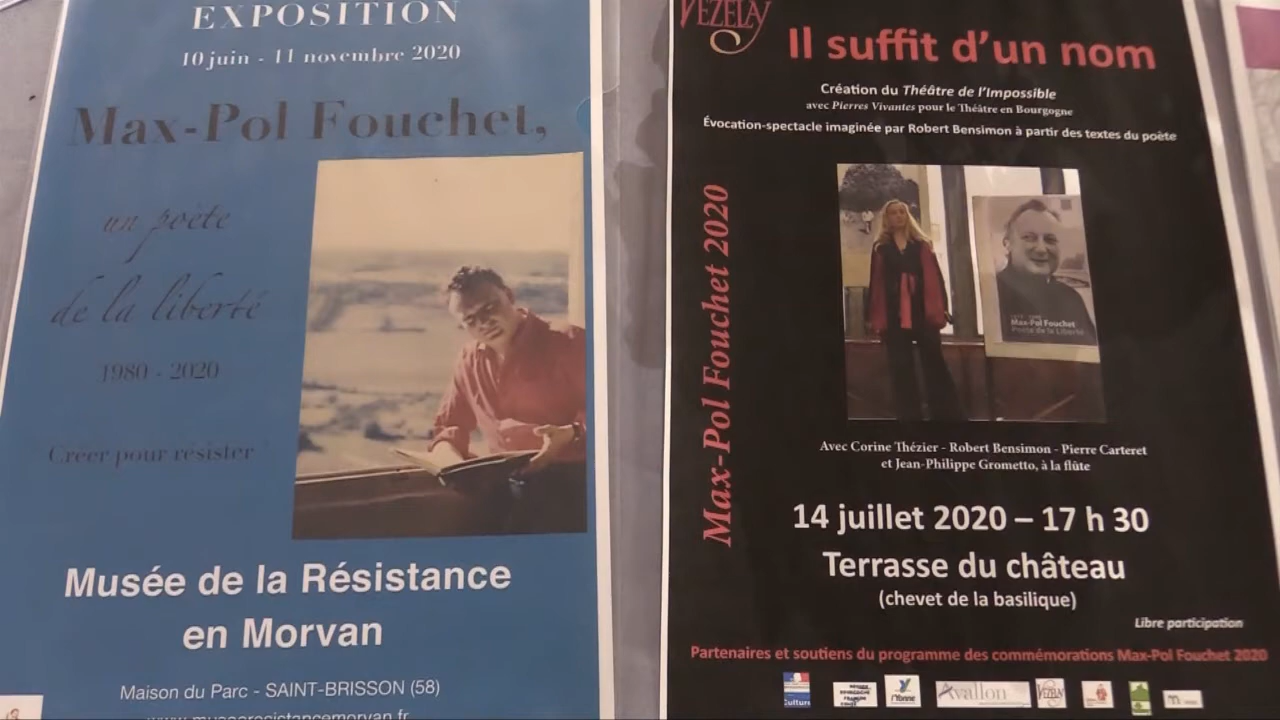 EXPOSITION
10 juin - 11 novembre 2020
Max-Pol Fouchet,
un poète
de la liberté
1980 - 2020
Créer pour résister
Musée de la Résistance
en Morvan
Maison du Parc - SAINT-BRISSON (58)
www.museeresistancemorvan.fr
VÉZELAY
Il suffit d'un nom
Création du Théâtre de l'Impossible
avec Pierres Vivantes pour le Théâtre en Bourgogne
Évocation-spectacle imaginée par Robert Bensimon à partir des textes du poète
Max-Pol Fouchet 2020
Max-Pol Fouchet
Poète de la Liberté
Avec Corine Thézier - Robert Bensimon - Pierre Carteret
et Jean-Philippe Grometto, à la flûte
14 juillet 2020 – 17 h 30
Terrasse du château
(chevet de la basilique)
Libre participation
Partenaires et soutiens du programme des commémorations Max-Pol Fouchet 2020
Culture
l'Yonne
Avallon
VÉZELAY